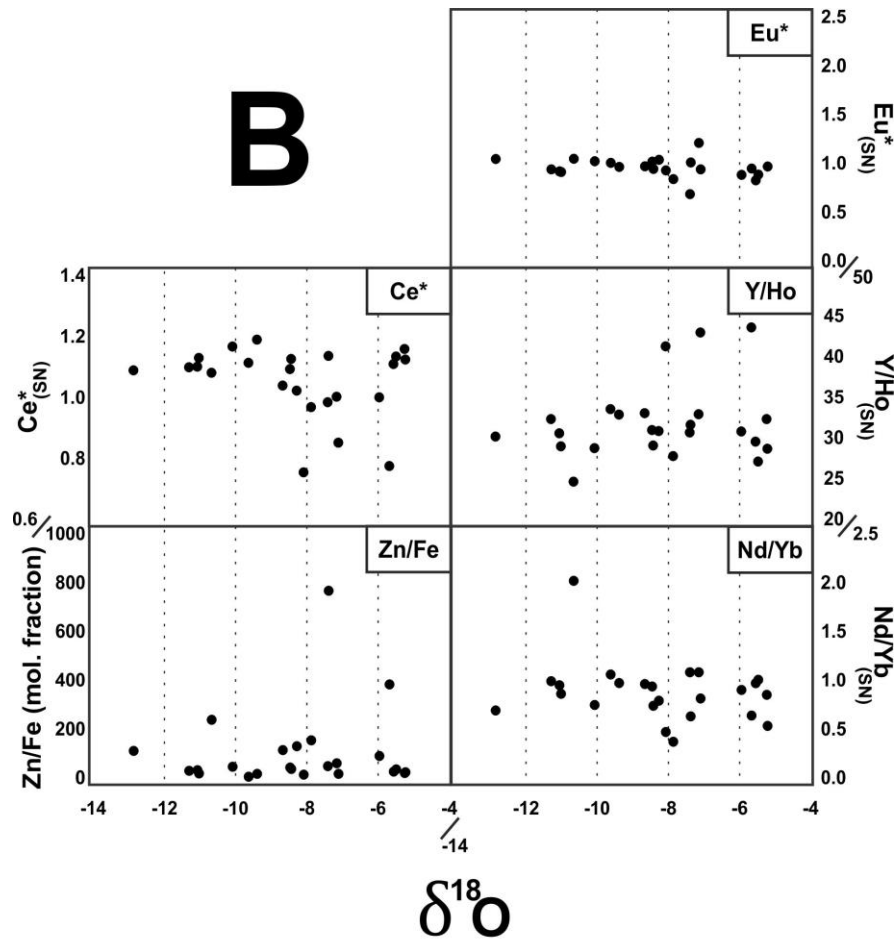 B
Eu*
2.5
2.0
1.5
1.0
0.5
0.0
Eu*(SN)
Ce*
1.4
1.2
1.0
0.8
0.6
Ce*(SN)
Y/Ho
50
45
40
35
30
25
20
Y/Ho(SN)
Zn/Fe
1000
800
600
400
200
0
Zn/Fe (mol. fraction)
Nd/Yb
2.5
2.0
1.5
1.0
0.5
0.0
Nd/Yb(SN)
-14 -12 -10 -8 -6 -4
-14 -12 -10 -8 -6 -4
δ18O